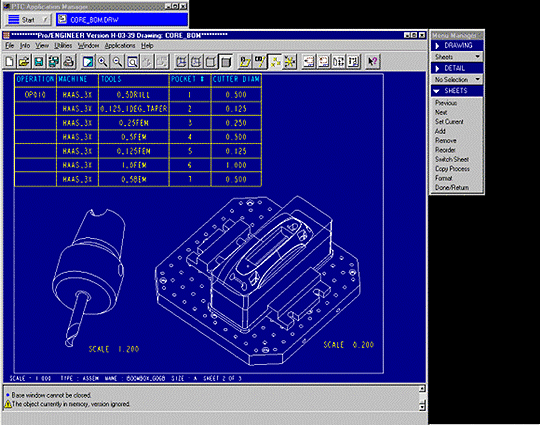 PTC Application Manager
Start CORE_BOM.DRW
**********Pro/ENGINEER Version H-03-39 Drawing: CORE_BOM**********
File Info View Utilities Window Applications Help
OPERATION MACHINE TOOLS POCKET # CUTTER DIAM
OP010 HAAS_3X 0.5DRILL 1 0.500
HAAS_3X 0.125_1DEG_TAPER 2 0.125
HAAS_3X 0.25FEM 3 0.250
HAAS_3X 0.5FEM 4 0.500
HAAS_3X 0.125FEM 5 0.125
HAAS_3X 1.0FEM 6 1.000
HAAS_3X 0.5BEM 7 0.500
SCALE 1.200
SCALE 0.200
SCALE : 1.000 TYPE : ASSEM NAME : SIZE : A SHEET 2 OF 3
Base window cannot be closed.
The object currently in memory, version ignored.
Menu Manager
DRAWING
Sheets
DETAIL
No Selection
SHEETS
Previous
Next
Set Current
Add
Remove
Reorder
Switch Sheet
Copy Process
Format
Done/Return